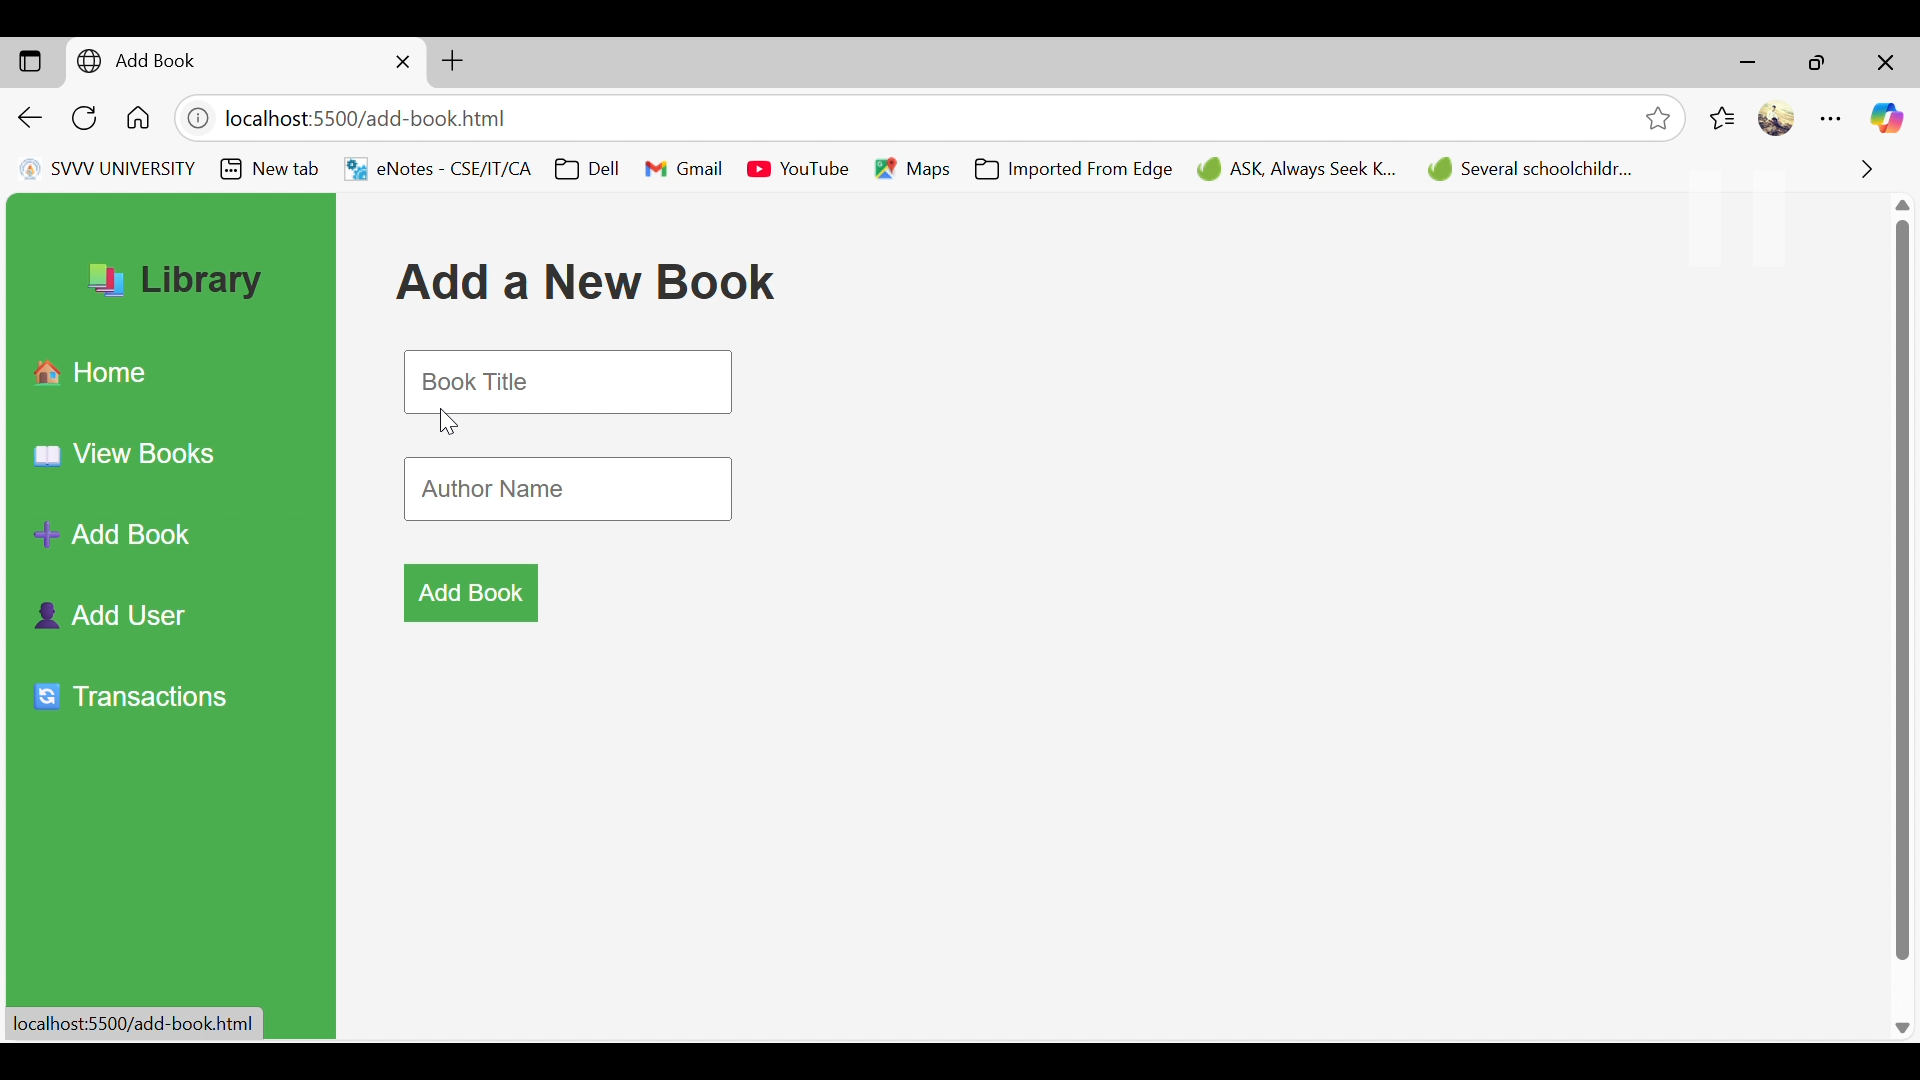 Add Book
localhost:5500/add-book.html
SVVV UNIVERSITY
New tab
eNotes - CSE/IT/CA
Dell
Gmail
YouTube
Maps
Imported From Edge
ASK, Always Seek K...
Several schoolchildr...
Library
Home
View Books
Add Book
Add User
Transactions
Add a New Book
Book Title
Author Name
Add Book
localhost:5500/add-book.html